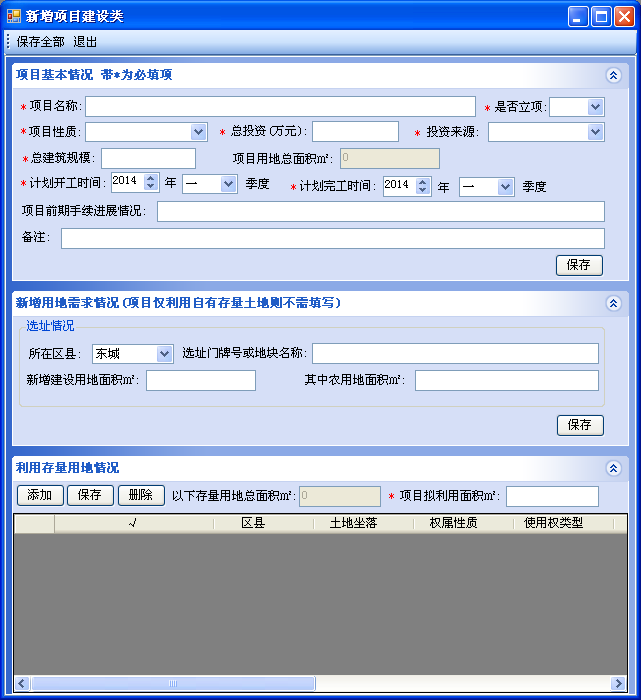 新增项目建设类
保存全部 退出
项目基本情况 带*为必填项
*项目名称: *是否立项:
*项目性质: *总投资(万元): *投资来源:
*总建筑规模: 项目用地总面积㎡: 0
*计划开工时间: 2014 年 一 季度 *计划完工时间: 2014 年 一 季度
项目前期手续进展情况:
备注:
保存
新增用地需求情况(项目仅利用自有存量土地则不需填写)
选址情况
所在区县: 东城 选址门牌号或地块名称:
新增建设用地面积㎡: 其中农用地面积㎡:
保存
利用存量用地情况
添加 保存 删除 以下存量用地总面积㎡: 0 *项目拟利用面积㎡:
√ 区县 土地坐落 权属性质 使用权类型